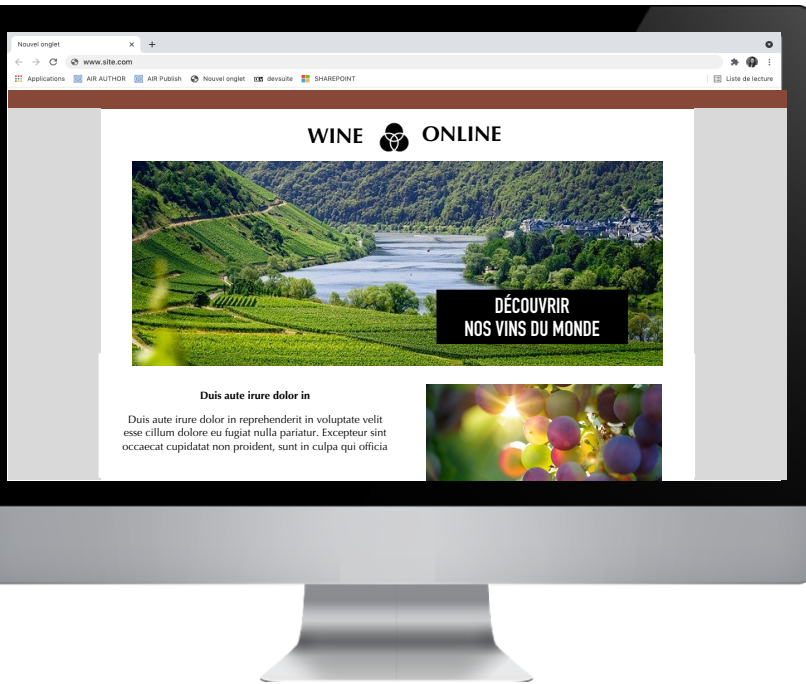 Nouvel onglet
www.site.com
Applications AIR AUTHOR AIR Publish Nouvel onglet devsuite SHAREPOINT Liste de lecture
WINE ONLINE
DÉCOUVRIR
NOS VINS DU MONDE
Duis aute irure dolor in
Duis aute irure dolor in reprehenderit in voluptate velit
esse cillum dolore eu fugiat nulla pariatur. Excepteur sint
occaecat cupidatat non proident, sunt in culpa qui officia